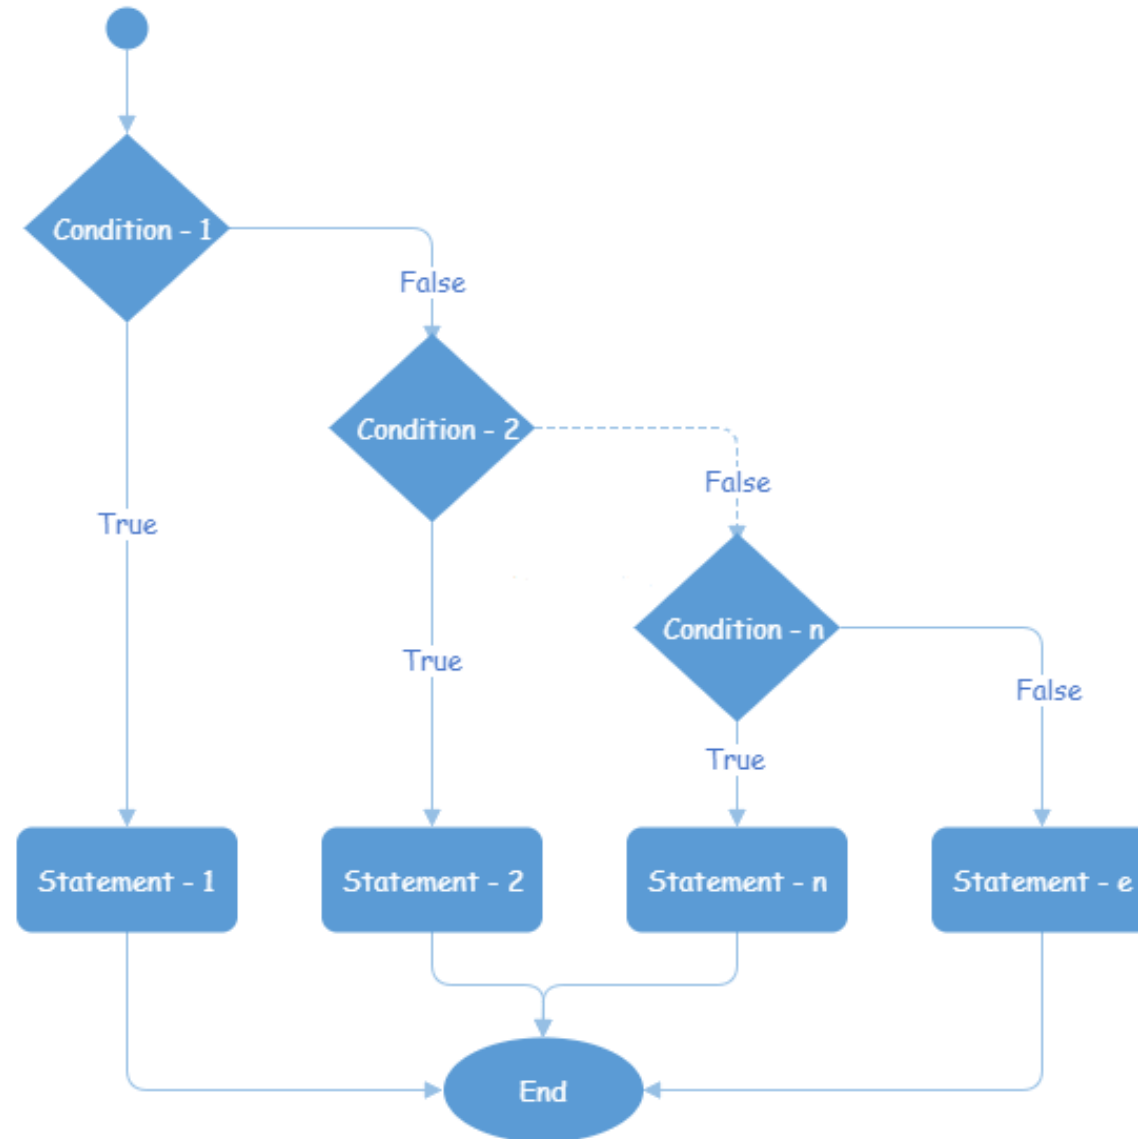 Condition - 1
False
Condition - 2
False
True
Condition - n
True
False
True
Statement - 1
Statement - 2
Statement - n
Statement - e
End